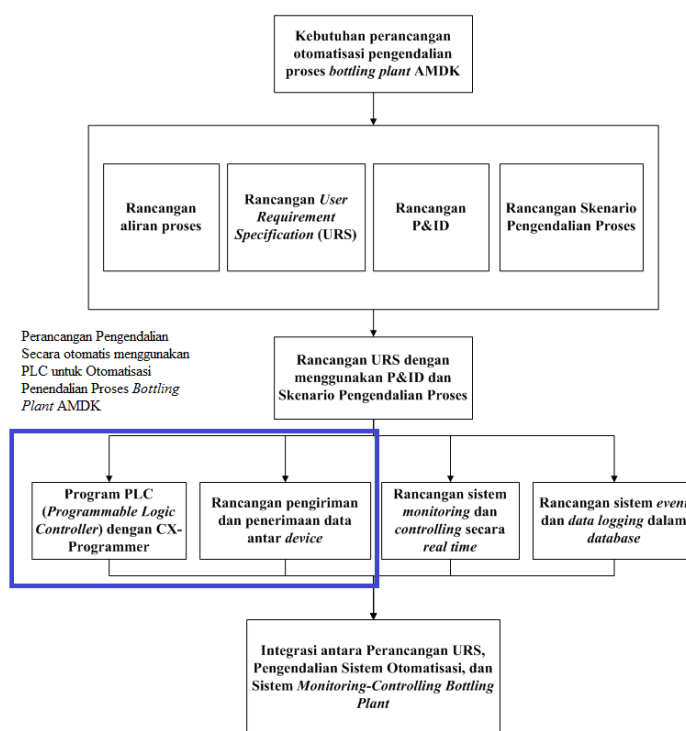 Kebutuhan perancangan
otomatisasi pengendalian
proses bottling plant AMDK
Rancangan
aliran proses
Rancangan User
Requirement
Specification (URS)
Rancangan
P&ID
Rancangan Skenario
Pengendalian Proses
Perancangan Pengendalian
Secara otomatis menggunakan
PLC untuk Otomatisasi
Penendalian Proses Bottling
Plant AMDK
Rancangan URS dengan
menggunakan P&ID dan
Skenario Pengendalian Proses
Program PLC
(Programmable Logic
Controller) dengan CX-
Programmer
Rancangan pengiriman
dan penerimaan data
antar device
Rancangan sistem
monitoring dan
controlling secara
real time
Rancangan sistem event
dan data logging dalam
database
Integrasi antara Perancangan URS,
Pengendalian Sistem Otomatisasi, dan
Sistem Monitoring-Controlling Bottling
Plant